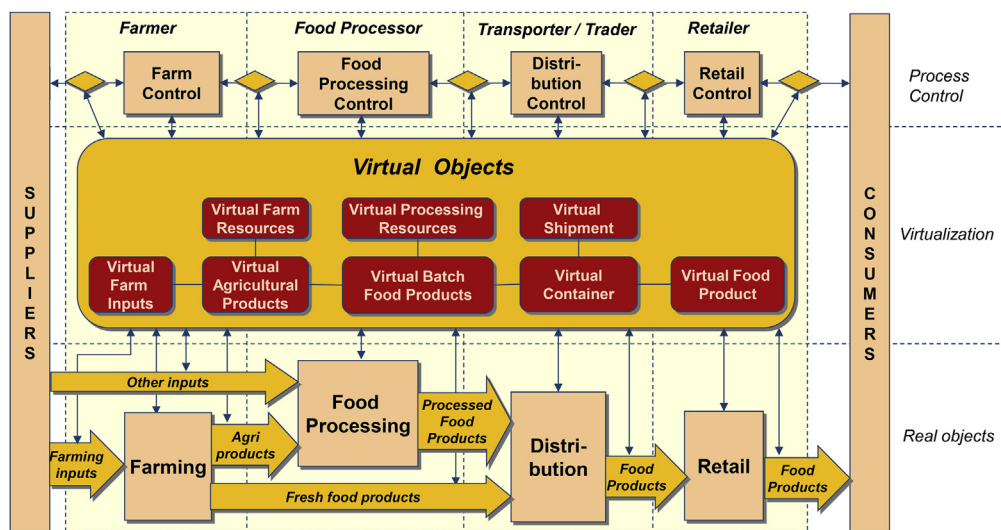 Farmer
Food Processor
Transporter / Trader
Retailer
Farm
Control
Food
Processing
Control
Distri-
bution
Control
Retail
Control
Process
Control
SUPPLIERS
CONSUMERS
Virtual Objects
Virtual Farm
Resources
Virtual Processing
Resources
Virtual
Shipment
Virtual
Farm
Inputs
Virtual
Agricultural
Products
Virtual Batch
Food Products
Virtual
Container
Virtual Food
Product
Virtualization
Other inputs
Food
Processing
Processed
Food
Products
Farming
inputs
Farming
Agri
products
Distri-
bution
Food
Products
Retail
Food
Products
Real objects
Fresh food products